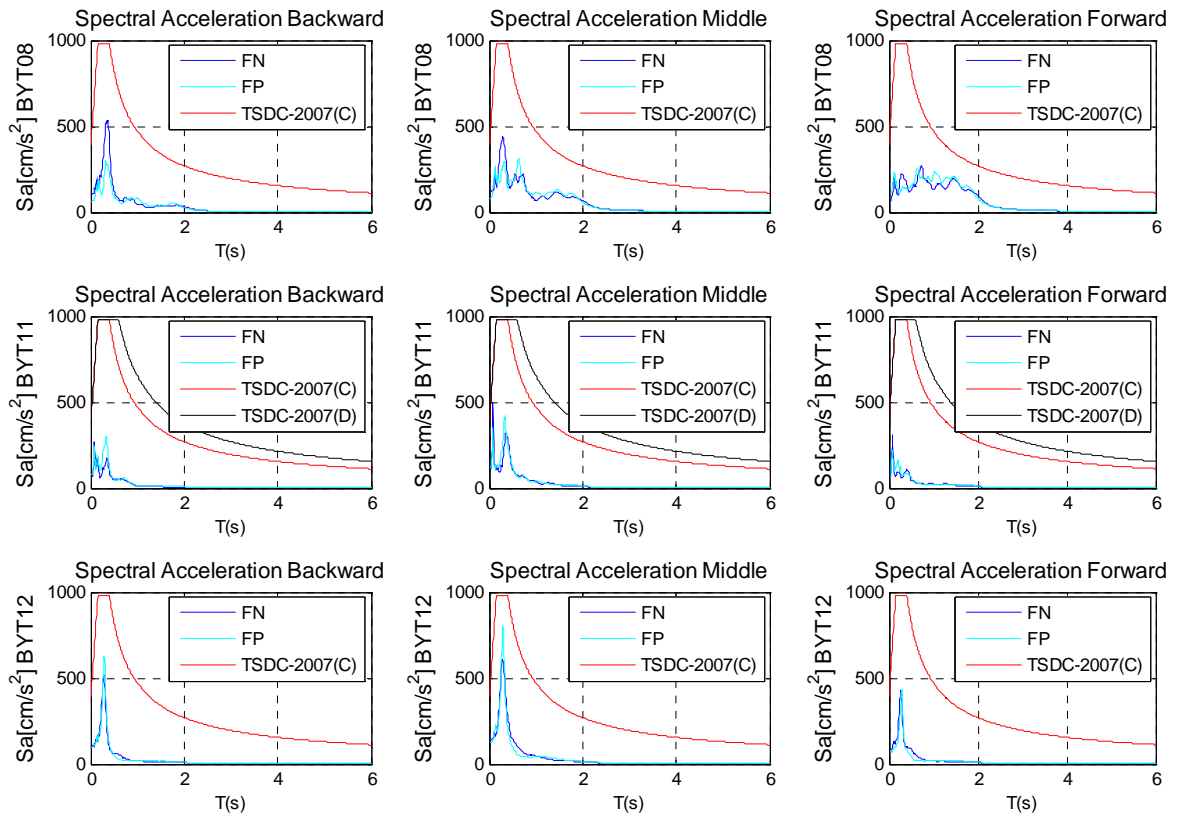 Spectral Acceleration Backward
Sa[cm/s²] BYT08
1000
500
0
FN
FP
TSDC-2007(C)
0 2 4 6
T(s)
Spectral Acceleration Middle
Sa[cm/s²] BYT08
1000
500
0
FN
FP
TSDC-2007(C)
0 2 4 6
T(s)
Spectral Acceleration Forward
Sa[cm/s²] BYT08
1000
500
0
FN
FP
TSDC-2007(C)
0 2 4 6
T(s)
Spectral Acceleration Backward
Sa[cm/s²] BYT11
1000
500
0
FN
FP
TSDC-2007(C)
TSDC-2007(D)
0 2 4 6
T(s)
Spectral Acceleration Middle
Sa[cm/s²] BYT11
1000
500
0
FN
FP
TSDC-2007(C)
TSDC-2007(D)
0 2 4 6
T(s)
Spectral Acceleration Forward
Sa[cm/s²] BYT11
1000
500
0
FN
FP
TSDC-2007(C)
TSDC-2007(D)
0 2 4 6
T(s)
Spectral Acceleration Backward
Sa[cm/s²] BYT12
1000
500
0
FN
FP
TSDC-2007(C)
0 2 4 6
T(s)
Spectral Acceleration Middle
Sa[cm/s²] BYT12
1000
500
0
FN
FP
TSDC-2007(C)
0 2 4 6
T(s)
Spectral Acceleration Forward
Sa[cm/s²] BYT12
1000
500
0
FN
FP
TSDC-2007(C)
0 2 4 6
T(s)